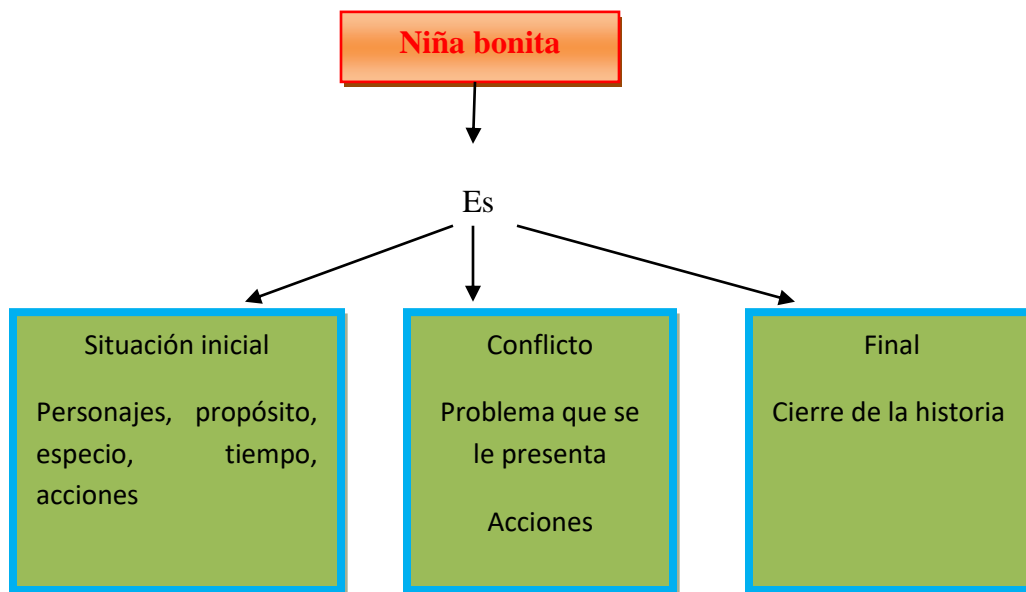 Niña bonita
Es
Situación inicial
Personajes, propósito,
especio, tiempo,
acciones
Conflicto
Problema que se
le presenta
Acciones
Final
Cierre de la historia